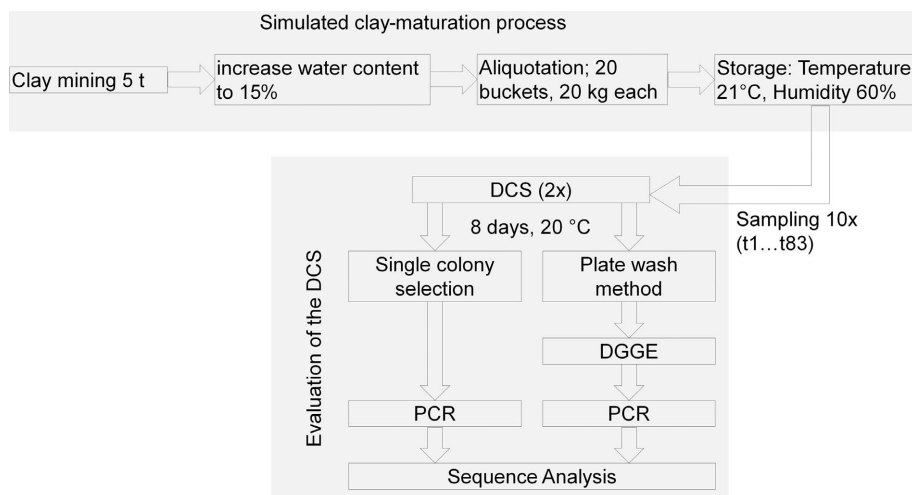 Simulated clay-maturation process
Clay mining 5 t
increase water content
to 15%
Aliquotation; 20
buckets, 20 kg each
Storage: Temperature
21°C, Humidity 60%
Sampling 10x
(t1...t83)
Evaluation of the DCS
DCS (2x)
8 days, 20 °C
Single colony
selection
Plate wash
method
DGGE
PCR
PCR
Sequence Analysis